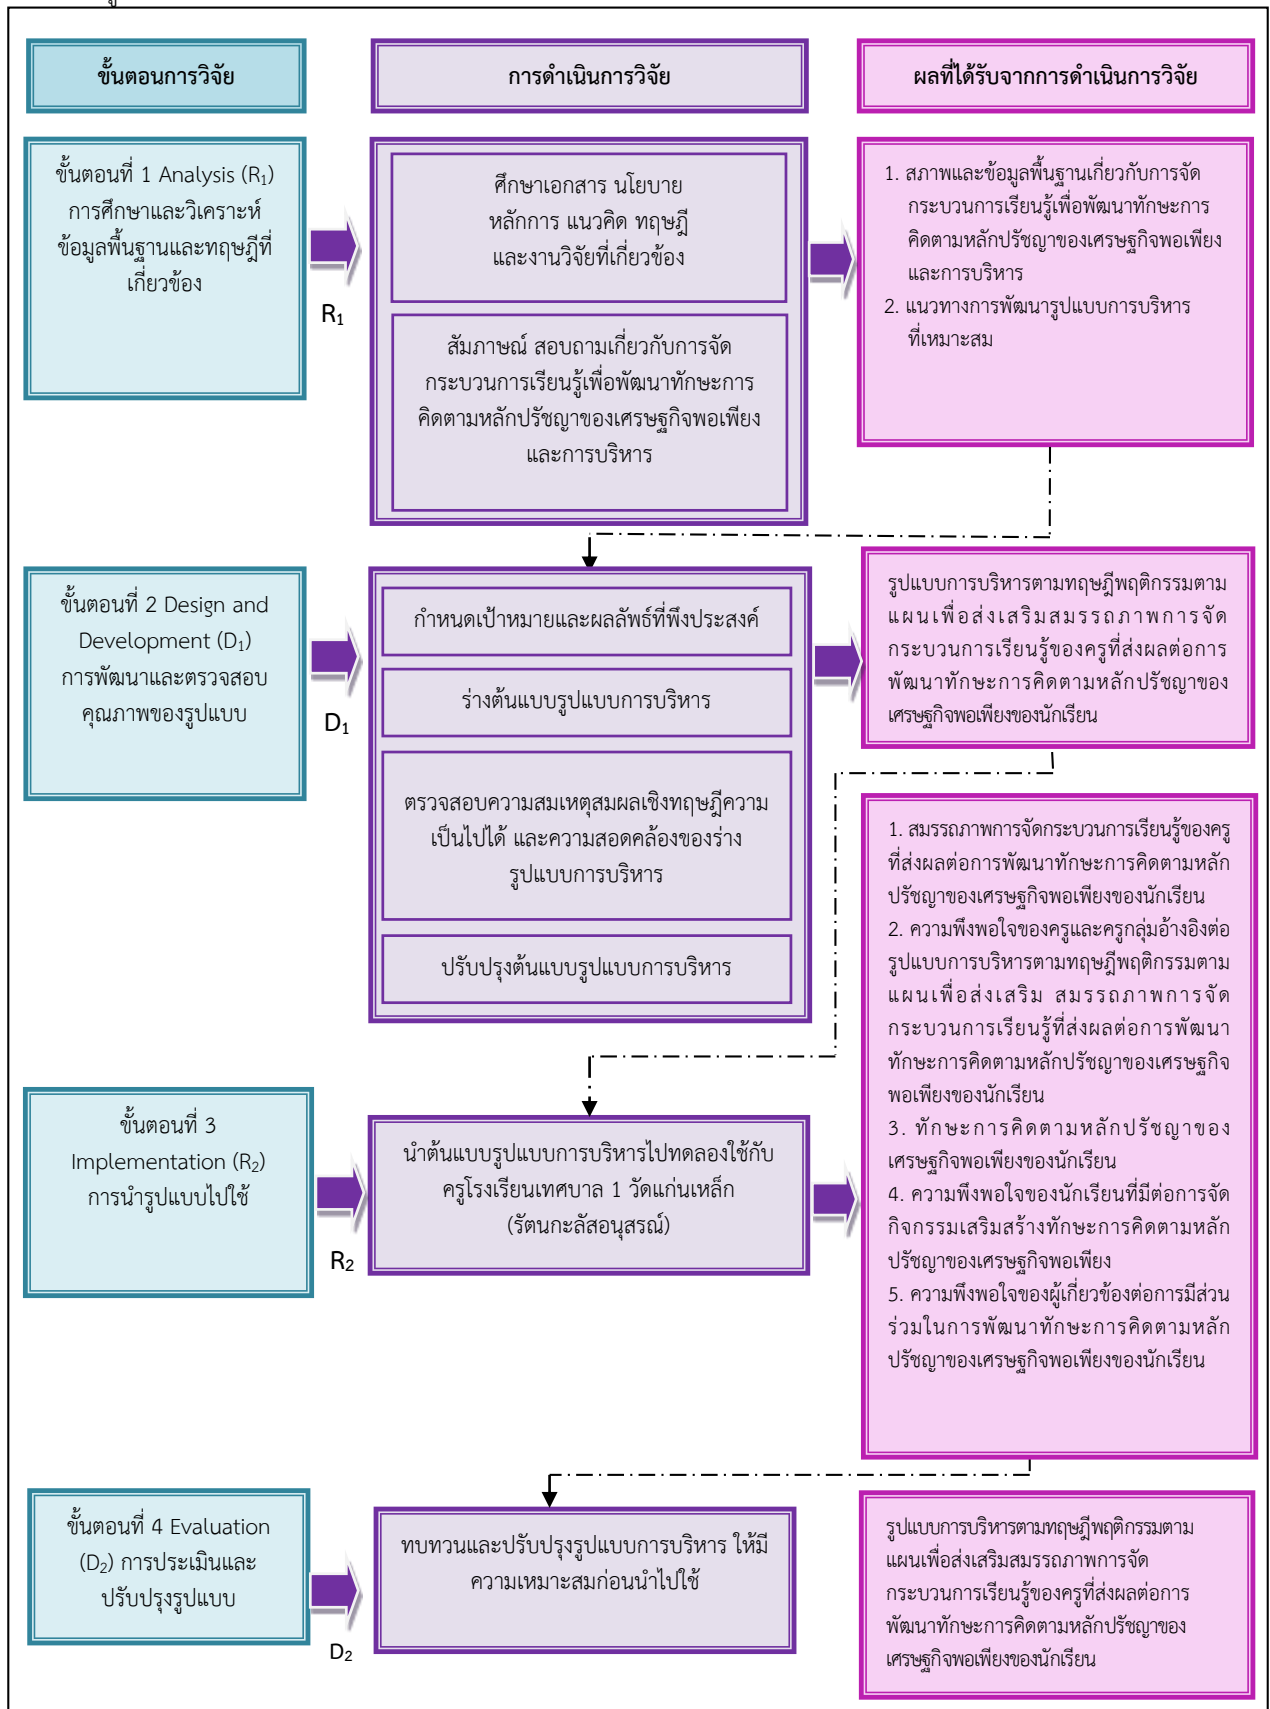 ขั้นตอนการวิจัย
การดำเนินการวิจัย
ผลที่ได้รับจากการดำเนินการวิจัย
ขั้นตอนที่ 1 Analysis (R₁)
การศึกษาและวิเคราะห์
ข้อมูลพื้นฐานและทฤษฎีที่
เกี่ยวข้อง
R₁
ศึกษาเอกสาร นโยบาย
หลักการ แนวคิด ทฤษฎี
และงานวิจัยที่เกี่ยวข้อง
สัมภาษณ์ สอบถามเกี่ยวกับการจัด
กระบวนการเรียนรู้เพื่อพัฒนาทักษะการ
คิดตามหลักปรัชญาของเศรษฐกิจพอเพียง
และการบริหาร
1. สภาพและข้อมูลพื้นฐานเกี่ยวกับการจัด
กระบวนการเรียนรู้เพื่อพัฒนาทักษะการ
คิดตามหลักปรัชญาของเศรษฐกิจพอเพียง
และการบริหาร
2. แนวทางการพัฒนารูปแบบการบริหาร
ที่เหมาะสม
ขั้นตอนที่ 2 Design and
Development (D₁)
การพัฒนาและตรวจสอบ
คุณภาพของรูปแบบ
D₁
กำหนดเป้าหมายและผลลัพธ์ที่พึงประสงค์
ร่างต้นแบบรูปแบบการบริหาร
ตรวจสอบความสมเหตุสมผลเชิงทฤษฎีความ
เป็นไปได้ และความสอดคล้องของร่าง
รูปแบบการบริหาร
ปรับปรุงต้นแบบรูปแบบการบริหาร
รูปแบบการบริหารตามทฤษฎีพฤติกรรมตาม
แผนเพื่อส่งเสริมสมรรถภาพการจัด
กระบวนการเรียนรู้ของครูที่ส่งผลต่อการ
พัฒนาทักษะการคิดตามหลักปรัชญาของ
เศรษฐกิจพอเพียงของนักเรียน
ขั้นตอนที่ 3
Implementation (R₂)
การนำรูปแบบไปใช้
R₂
นำต้นแบบรูปแบบการบริหารไปทดลองใช้กับ
ครูโรงเรียนเทศบาล 1 วัดแก่นเหล็ก
(รัตนกะลัสอนุสรณ์)
1. สมรรถภาพการจัดกระบวนการเรียนรู้ของครู
ที่ส่งผลต่อการพัฒนาทักษะการคิดตามหลัก
ปรัชญาของเศรษฐกิจพอเพียงของนักเรียน
2. ความพึงพอใจของครูและครูกลุ่มอ้างอิงต่อ
รูปแบบการบริหารตามทฤษฎีพฤติกรรมตาม
แผนเพื่อส่งเสริม สมรรถภาพการจัด
กระบวนการเรียนรู้ที่ส่งผลต่อการพัฒนา
ทักษะการคิดตามหลักปรัชญาของเศรษฐกิจ
พอเพียงของนักเรียน
3. ทักษะการคิดตามหลักปรัชญาของ
เศรษฐกิจพอเพียงของนักเรียน
4. ความพึงพอใจของนักเรียนที่มีต่อการจัด
กิจกรรมเสริมสร้างทักษะการคิดตามหลัก
ปรัชญาของเศรษฐกิจพอเพียง
5. ความพึงพอใจของผู้เกี่ยวข้องต่อการมีส่วน
ร่วมในการพัฒนาทักษะการคิดตามหลัก
ปรัชญาของเศรษฐกิจพอเพียงของนักเรียน
ขั้นตอนที่ 4 Evaluation
(D₂) การประเมินและ
ปรับปรุงรูปแบบ
D₂
ทบทวนและปรับปรุงรูปแบบการบริหาร ให้มี
ความเหมาะสมก่อนนำไปใช้
รูปแบบการบริหารตามทฤษฎีพฤติกรรมตาม
แผนเพื่อส่งเสริมสมรรถภาพการจัด
กระบวนการเรียนรู้ของครูที่ส่งผลต่อการ
พัฒนาทักษะการคิดตามหลักปรัชญาของ
เศรษฐกิจพอเพียงของนักเรียน